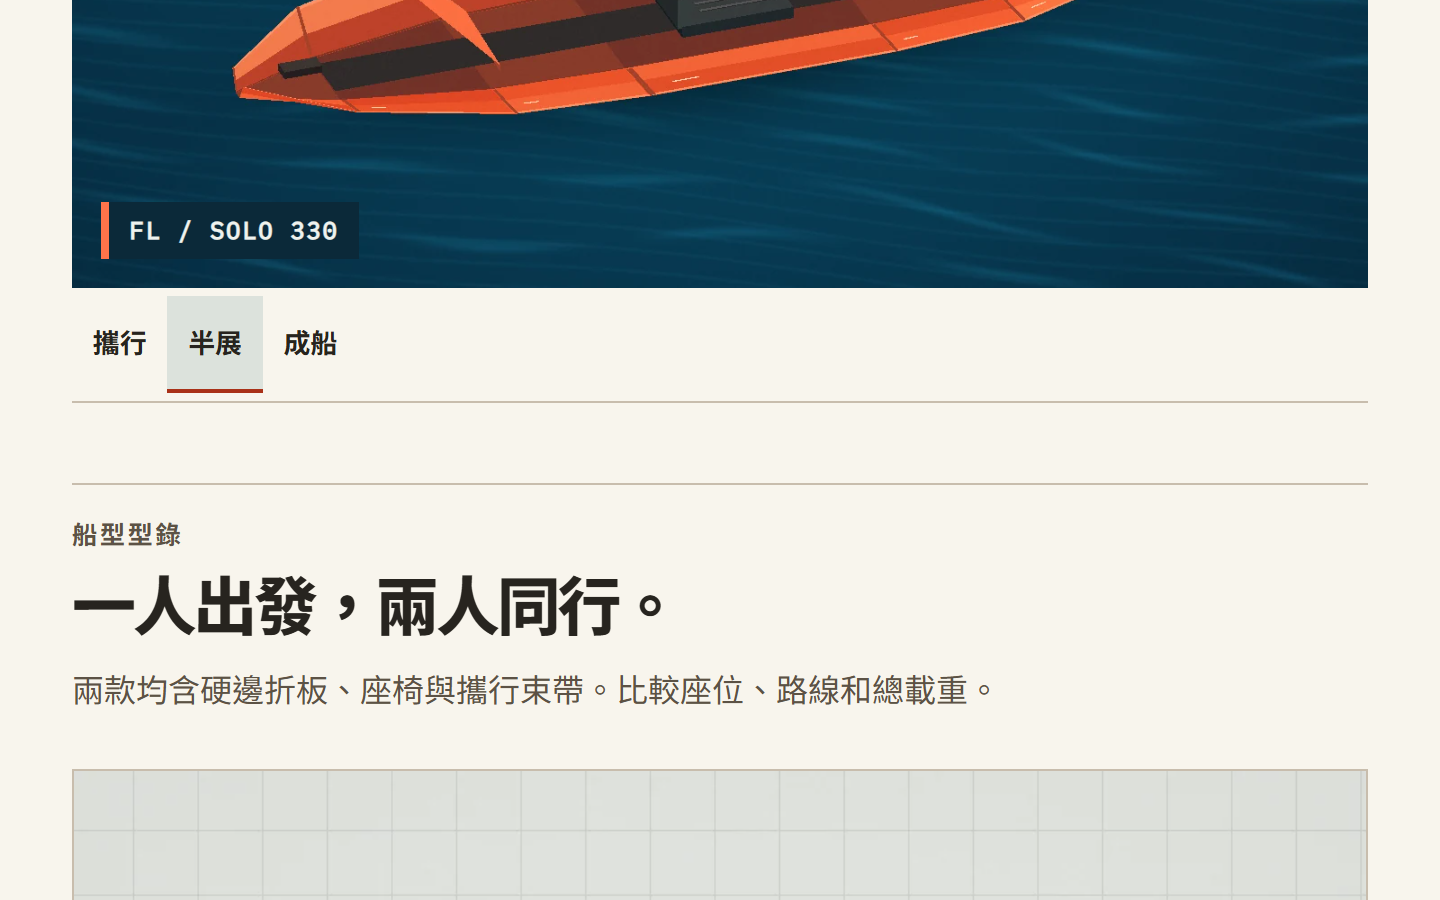 FL / SOLO 330
攜行 半展 成船
船型型錄
一人出發，兩人同行。
兩款均含硬邊折板、座椅與攜行束帶。比較座位、路線和總載重。